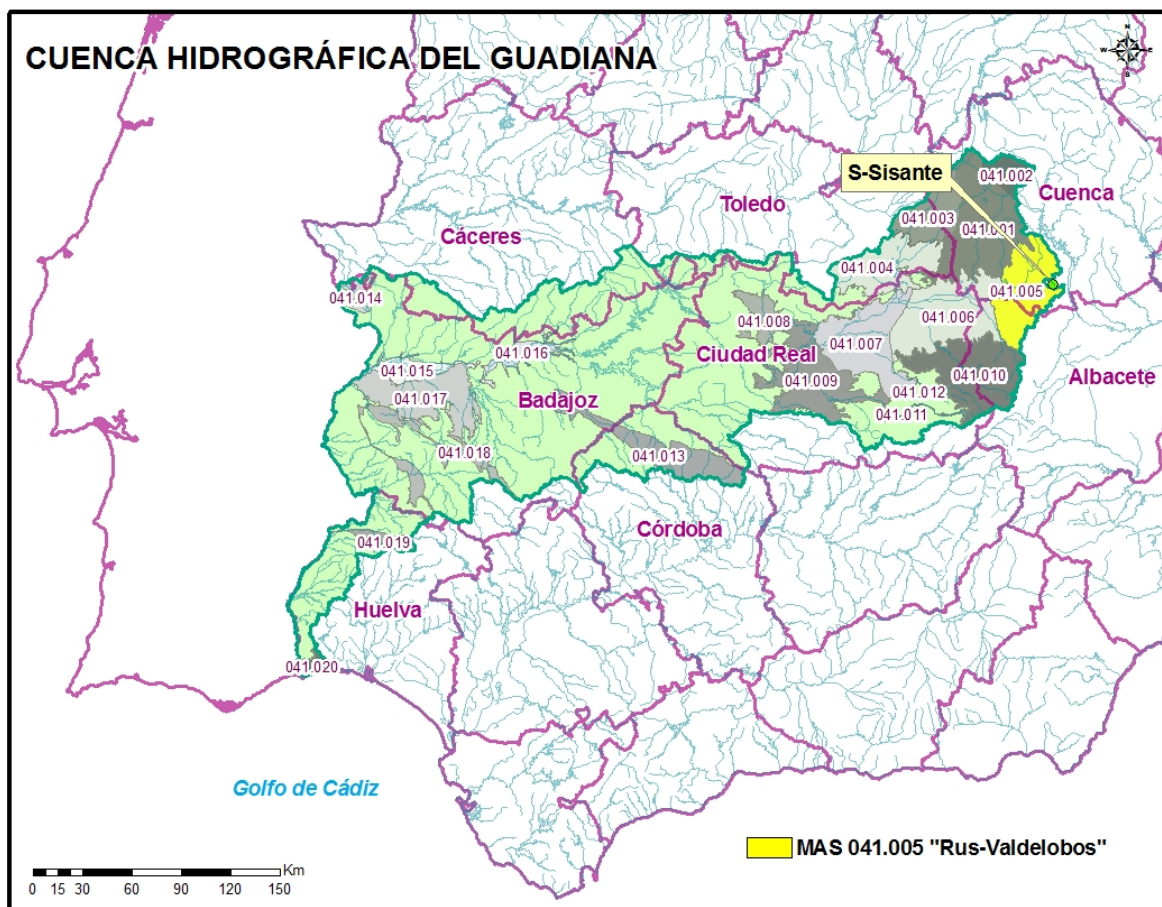 CUENCA HIDROGRÁFICA DEL GUADIANA
N
W
E
S-Sisante
041.002
Cuenca
Toledo
041.003
041.001
Cáceres
041.004
041.005
041.014
041.006
041.008
041.016
041.007
Ciudad Real
041.015
041.009
041.010
Albacete
041.017
Badajoz
041.012
041.011
041.018
041.013
Córdoba
041.019
Huelva
041.020
Golfo de Cádiz
MAS 041.005 "Rus-Valdelobos"
Km
0 15 30 60 90 120 150